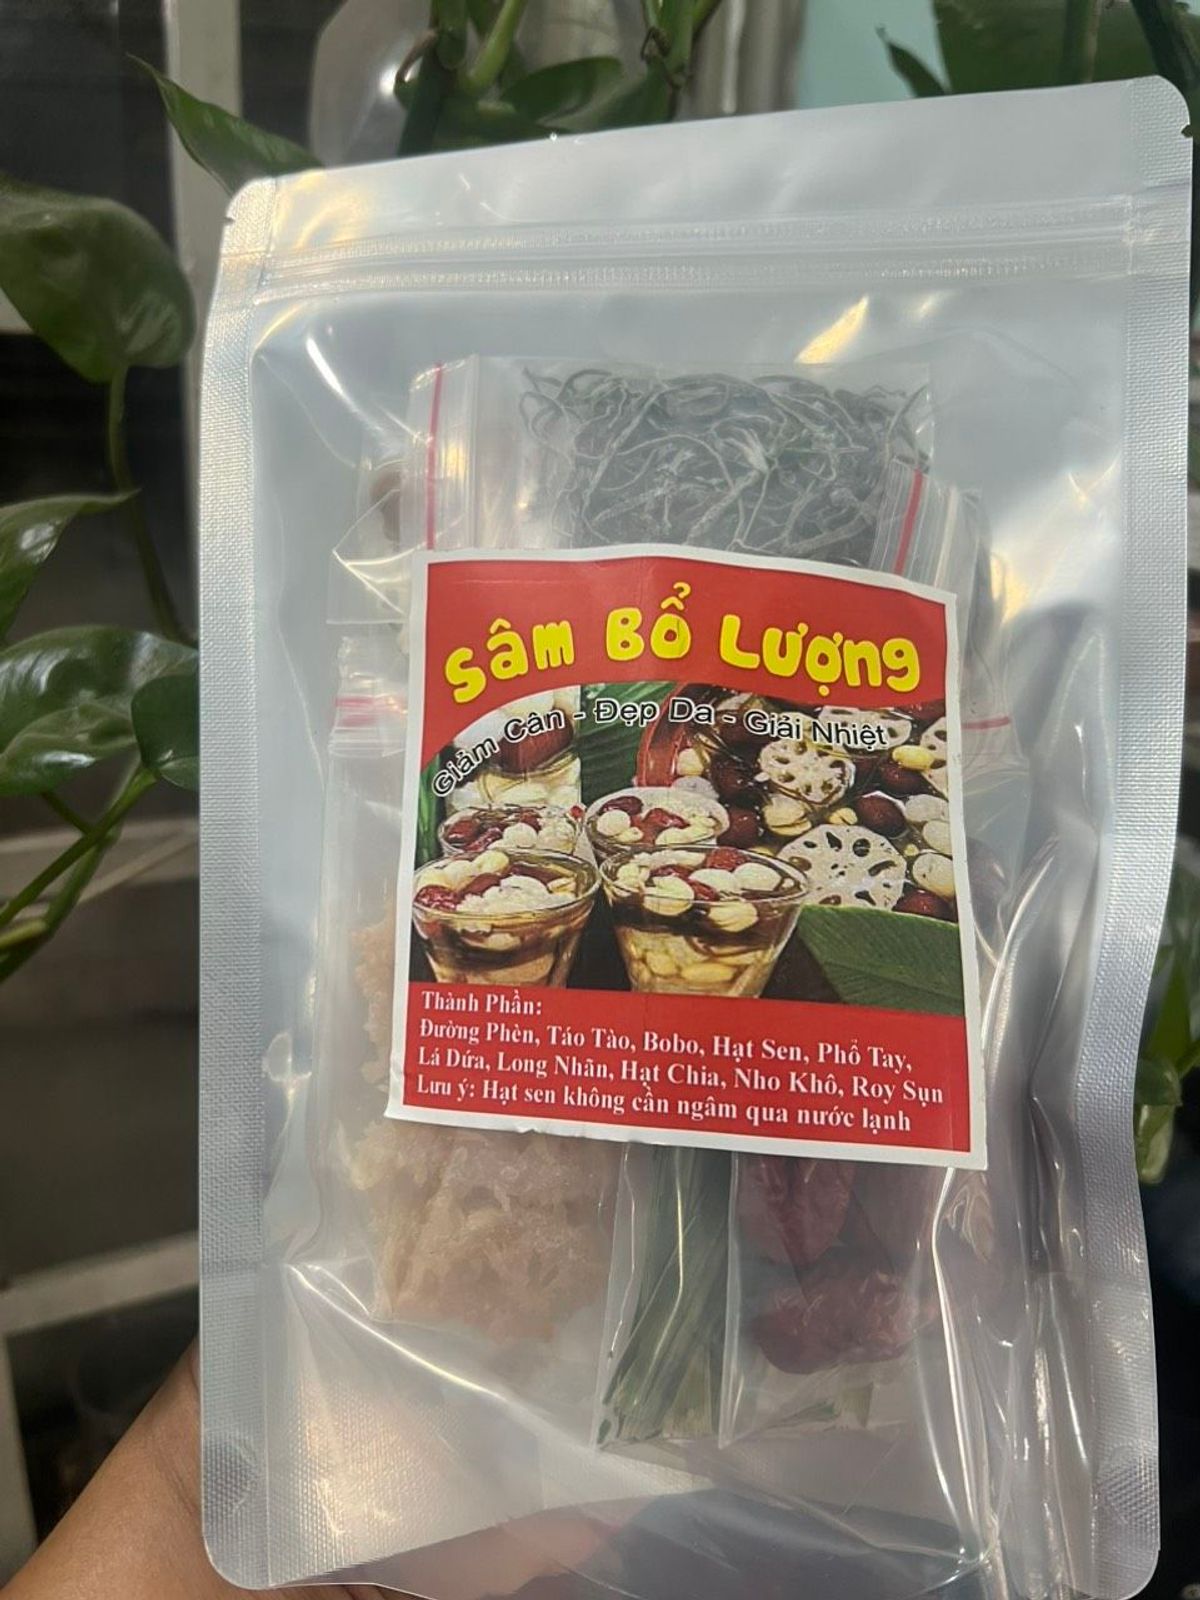 Sâm Bổ Lượng
Giảm Cân - Đẹp Da - Giải Nhiệt
Thành Phần:
Đường Phèn, Táo Tào, Bobo, Hạt Sen, Phổ Tay,
Lá Dứa, Long Nhãn, Hạt Chia, Nho Khô, Roy Sụn
Lưu ý: Hạt sen không cần ngâm qua nước lạnh